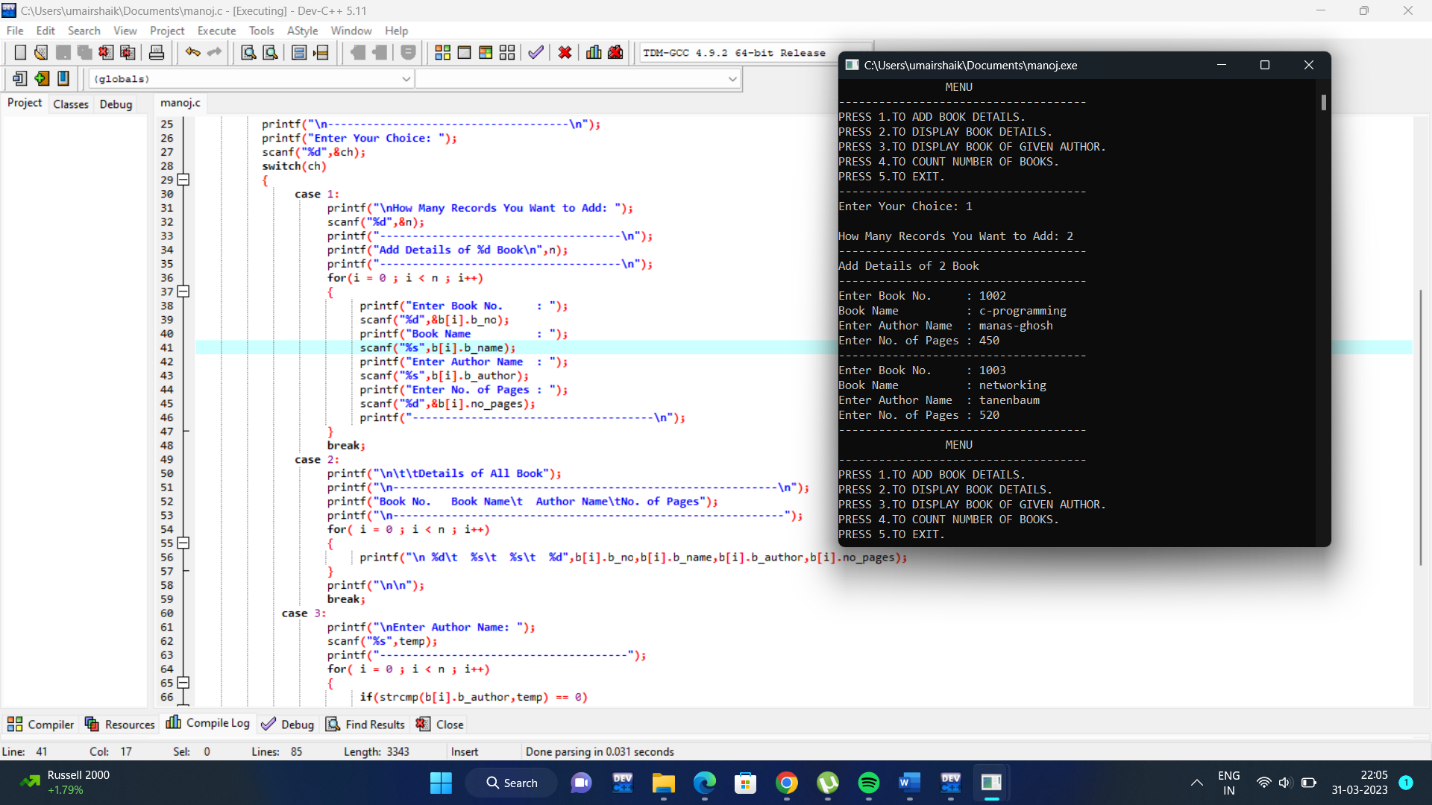 C:\Users\umairshaik\Documents\manoj.c - [Executing] - Dev-C++ 5.11
File Edit Search View Project Execute Tools AStyle Window Help
TDM-GCC 4.9.2 64-bit Release
(globals)
Project Classes Debug
manoj.c
25 printf("\n-------------------------------------\n");
26 printf("Enter Your Choice: ");
27 scanf("%d",&ch);
28 switch(ch)
29 {
30 case 1:
31 printf("\nHow Many Records You Want to Add: ");
32 scanf("%d",&n);
33 printf("-------------------------------------\n");
34 printf("Add Details of %d Book\n",n);
35 printf("-------------------------------------\n");
36 for(i = 0 ; i < n ; i++)
37 {
38 printf("Enter Book No.     : ");
39 scanf("%d",&b[i].b_no);
40 printf("Book Name          : ");
41 scanf("%s",b[i].b_name);
42 printf("Enter Author Name  : ");
43 scanf("%s",b[i].b_author);
44 printf("Enter No. of Pages : ");
45 scanf("%d",&b[i].no_pages);
46 printf("-------------------------------------\n");
47 }
48 break;
49 case 2:
50 printf("\n\t\tDetails of All Book");
51 printf("\n-----------------------------------------------------------\n");
52 printf("Book No.   Book Name\t  Author Name\tNo. of Pages");
53 printf("\n------------------------------------------------------------");
54 for( i = 0 ; i < n ; i++)
55 {
56 printf("\n %d\t  %s\t  %s\t  %d",b[i].b_no,b[i].b_name,b[i].b_author,b[i].no_pages);
57 }
58 printf("\n\n");
59 break;
60 case 3:
61 printf("\nEnter Author Name: ");
62 scanf("%s",temp);
63 printf("--------------------------------------");
64 for( i = 0 ; i < n ; i++)
65 {
66 if(strcmp(b[i].b_author,temp) == 0)
C:\Users\umairshaik\Documents\manoj.exe
MENU
-------------------------------------
PRESS 1.TO ADD BOOK DETAILS.
PRESS 2.TO DISPLAY BOOK DETAILS.
PRESS 3.TO DISPLAY BOOK OF GIVEN AUTHOR.
PRESS 4.TO COUNT NUMBER OF BOOKS.
PRESS 5.TO EXIT.
-------------------------------------
Enter Your Choice: 1
How Many Records You Want to Add: 2
-------------------------------------
Add Details of 2 Book
-------------------------------------
Enter Book No.     : 1002
Book Name          : c-programming
Enter Author Name  : manas-ghosh
Enter No. of Pages : 450
-------------------------------------
Enter Book No.     : 1003
Book Name          : networking
Enter Author Name  : tanenbaum
Enter No. of Pages : 520
-------------------------------------
MENU
-------------------------------------
PRESS 1.TO ADD BOOK DETAILS.
PRESS 2.TO DISPLAY BOOK DETAILS.
PRESS 3.TO DISPLAY BOOK OF GIVEN AUTHOR.
PRESS 4.TO COUNT NUMBER OF BOOKS.
PRESS 5.TO EXIT.
Compiler Resources Compile Log Debug Find Results Close
Line: 41 Col: 17 Sel: 0 Lines: 85 Length: 3343 Insert Done parsing in 0.031 seconds
Russell 2000
+1.79%
Search
DEV
W
DEV
ENG
IN
22:05
31-03-2023
1